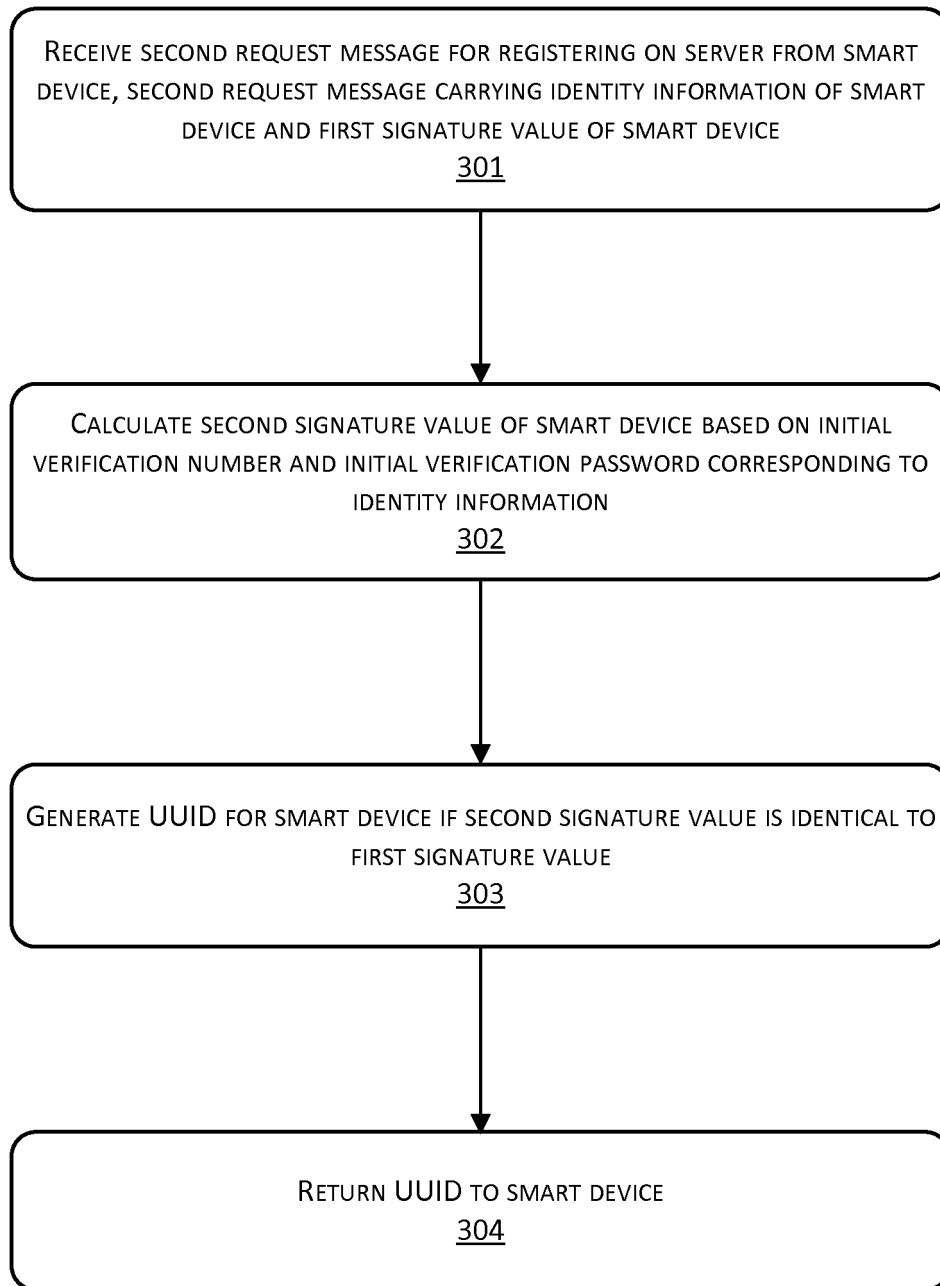 RECEIVE SECOND REQUEST MESSAGE FOR REGISTERING ON SERVER FROM SMART
DEVICE, SECOND REQUEST MESSAGE CARRYING IDENTITY INFORMATION OF SMART
DEVICE AND FIRST SIGNATURE VALUE OF SMART DEVICE
301
CALCULATE SECOND SIGNATURE VALUE OF SMART DEVICE BASED ON INITIAL
VERIFICATION NUMBER AND INITIAL VERIFICATION PASSWORD CORRESPONDING TO
IDENTITY INFORMATION
302
GENERATE UUID FOR SMART DEVICE IF SECOND SIGNATURE VALUE IS IDENTICAL TO
FIRST SIGNATURE VALUE
303
RETURN UUID TO SMART DEVICE
304